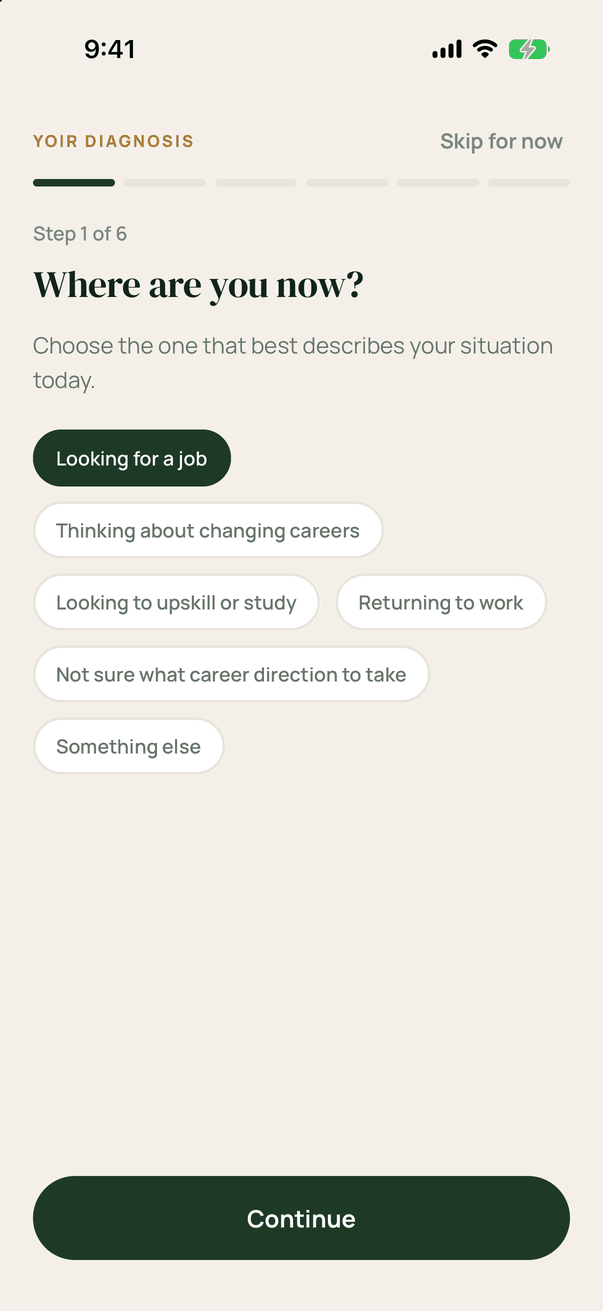 9:41
YOIR DIAGNOSIS
Skip for now
Step 1 of 6
Where are you now?
Choose the one that best describes your situation
today.
Looking for a job
Thinking about changing careers
Looking to upskill or study
Returning to work
Not sure what career direction to take
Something else
Continue